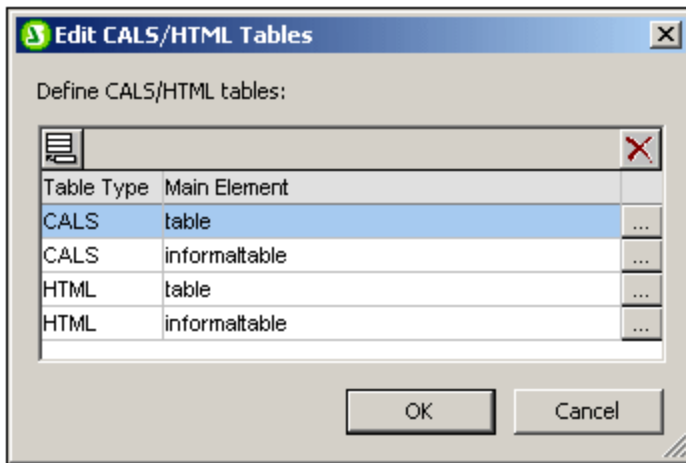 Edit CALS/HTML Tables
Define CALS/HTML tables:
Table Type Main Element
CALS table ...
CALS informaltable ...
HTML table ...
HTML informaltable ...
OK Cancel